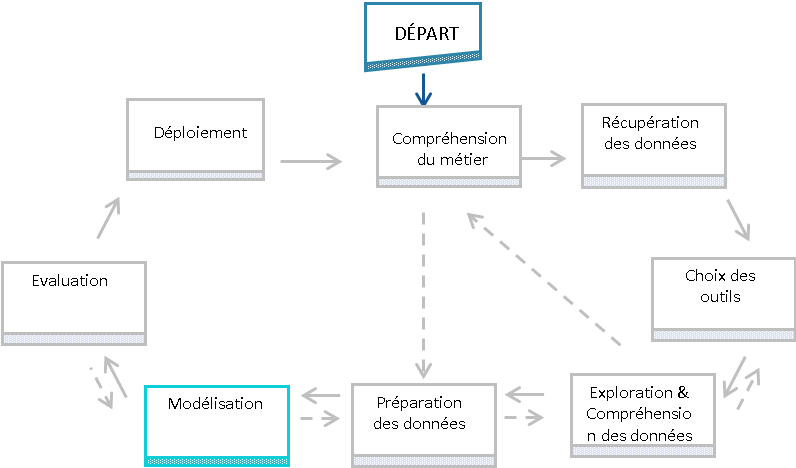 DÉPART
Déploiement
Compréhension
du métier
Récupération
des données
Evaluation
Choix des
outils
Modélisation
Préparation
des données
Exploration &
Compréhensio
n des données